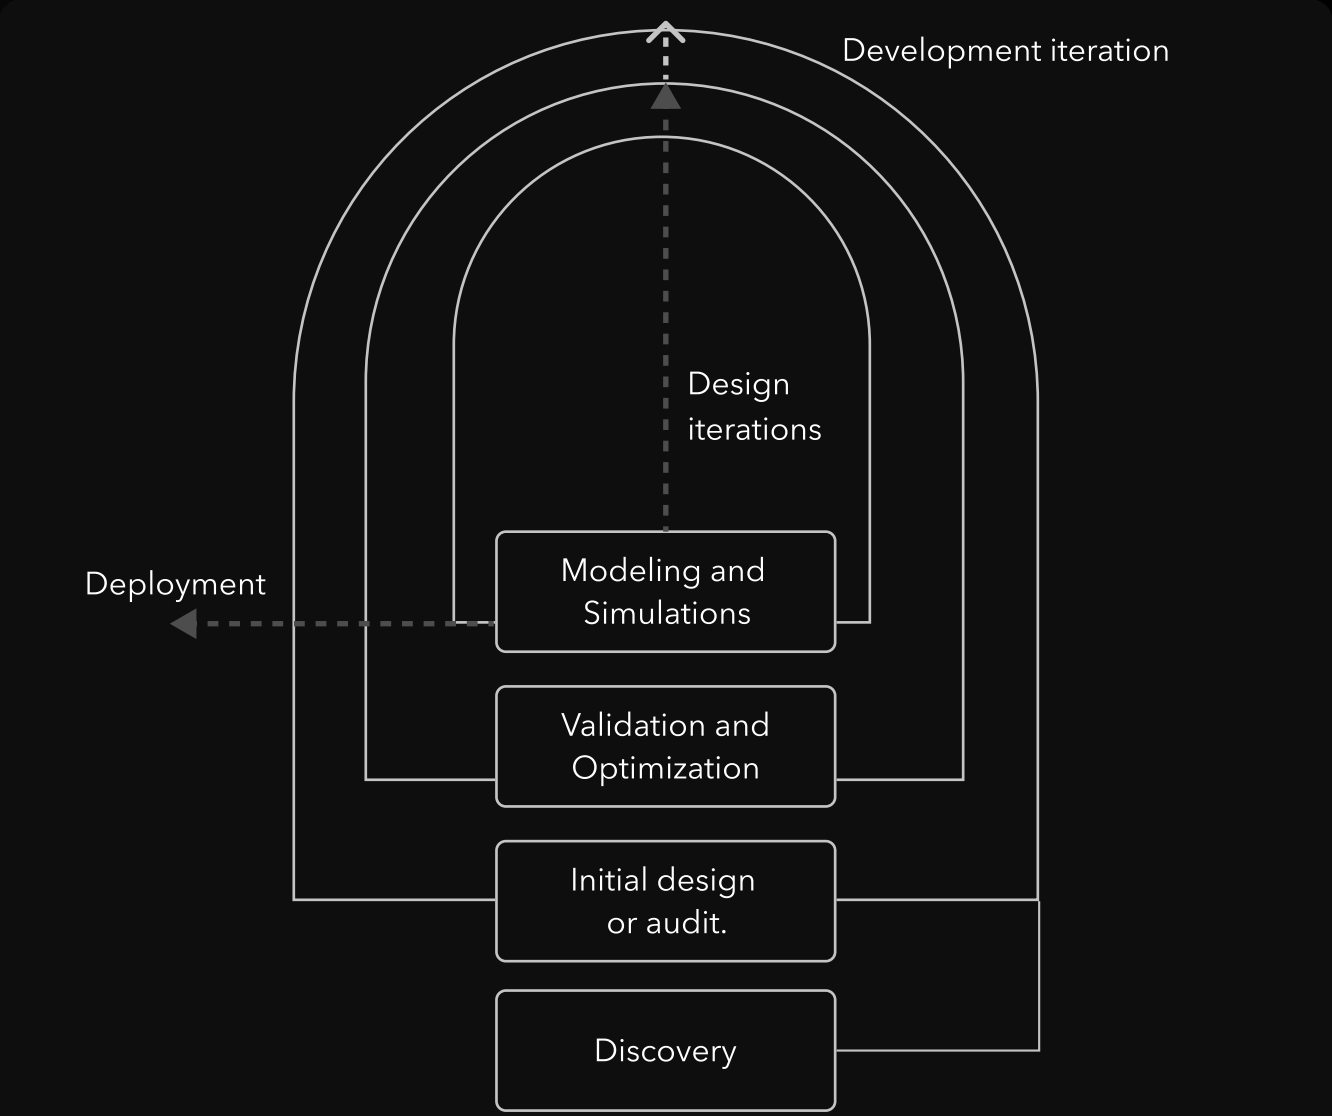 Development iteration
Design
iterations
Deployment
Modeling and
Simulations
Validation and
Optimization
Initial design
or audit.
Discovery